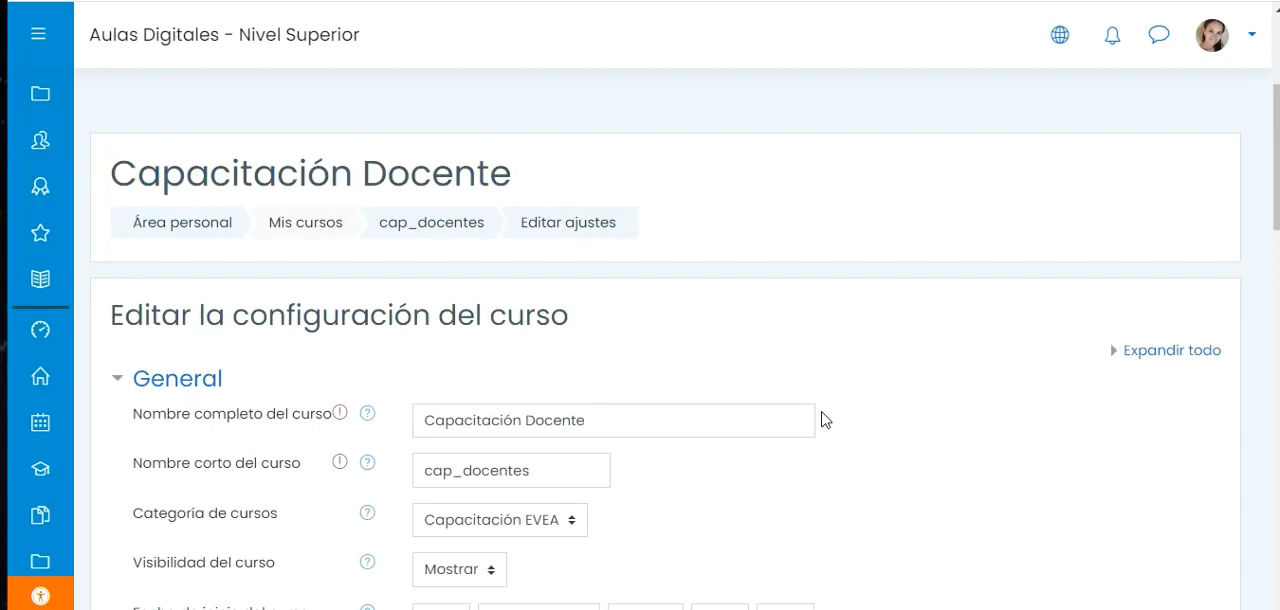 Aulas Digitales - Nivel Superior
Capacitación Docente
Área personal
Mis cursos
cap_docentes
Editar ajustes
Editar la configuración del curso
Expandir todo
General
Nombre completo del curso
Capacitación Docente
Nombre corto del curso
cap_docentes
Categoría de cursos
Capacitación EVEA
Visibilidad del curso
Mostrar